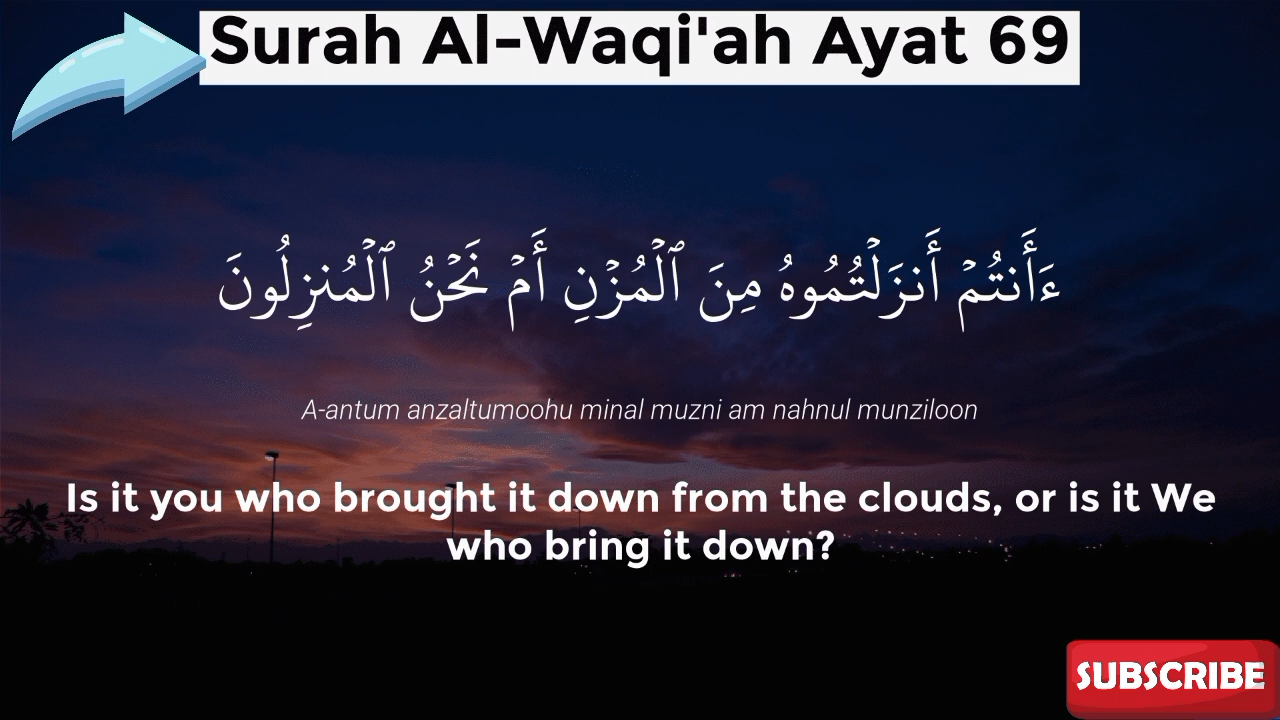 Surah Al-Waqi'ah Ayat 69
ءَأَنتُمۡ أَنزَلۡتُمُوهُ مِنَ ٱلۡمُزۡنِ أَمۡ نَحۡنُ ٱلۡمُنزِلُونَ
A-antum anzaltumoohu minal muzni am nahnul munziloon
Is it you who brought it down from the clouds, or is it We
who bring it down?
SUBSCRIBE